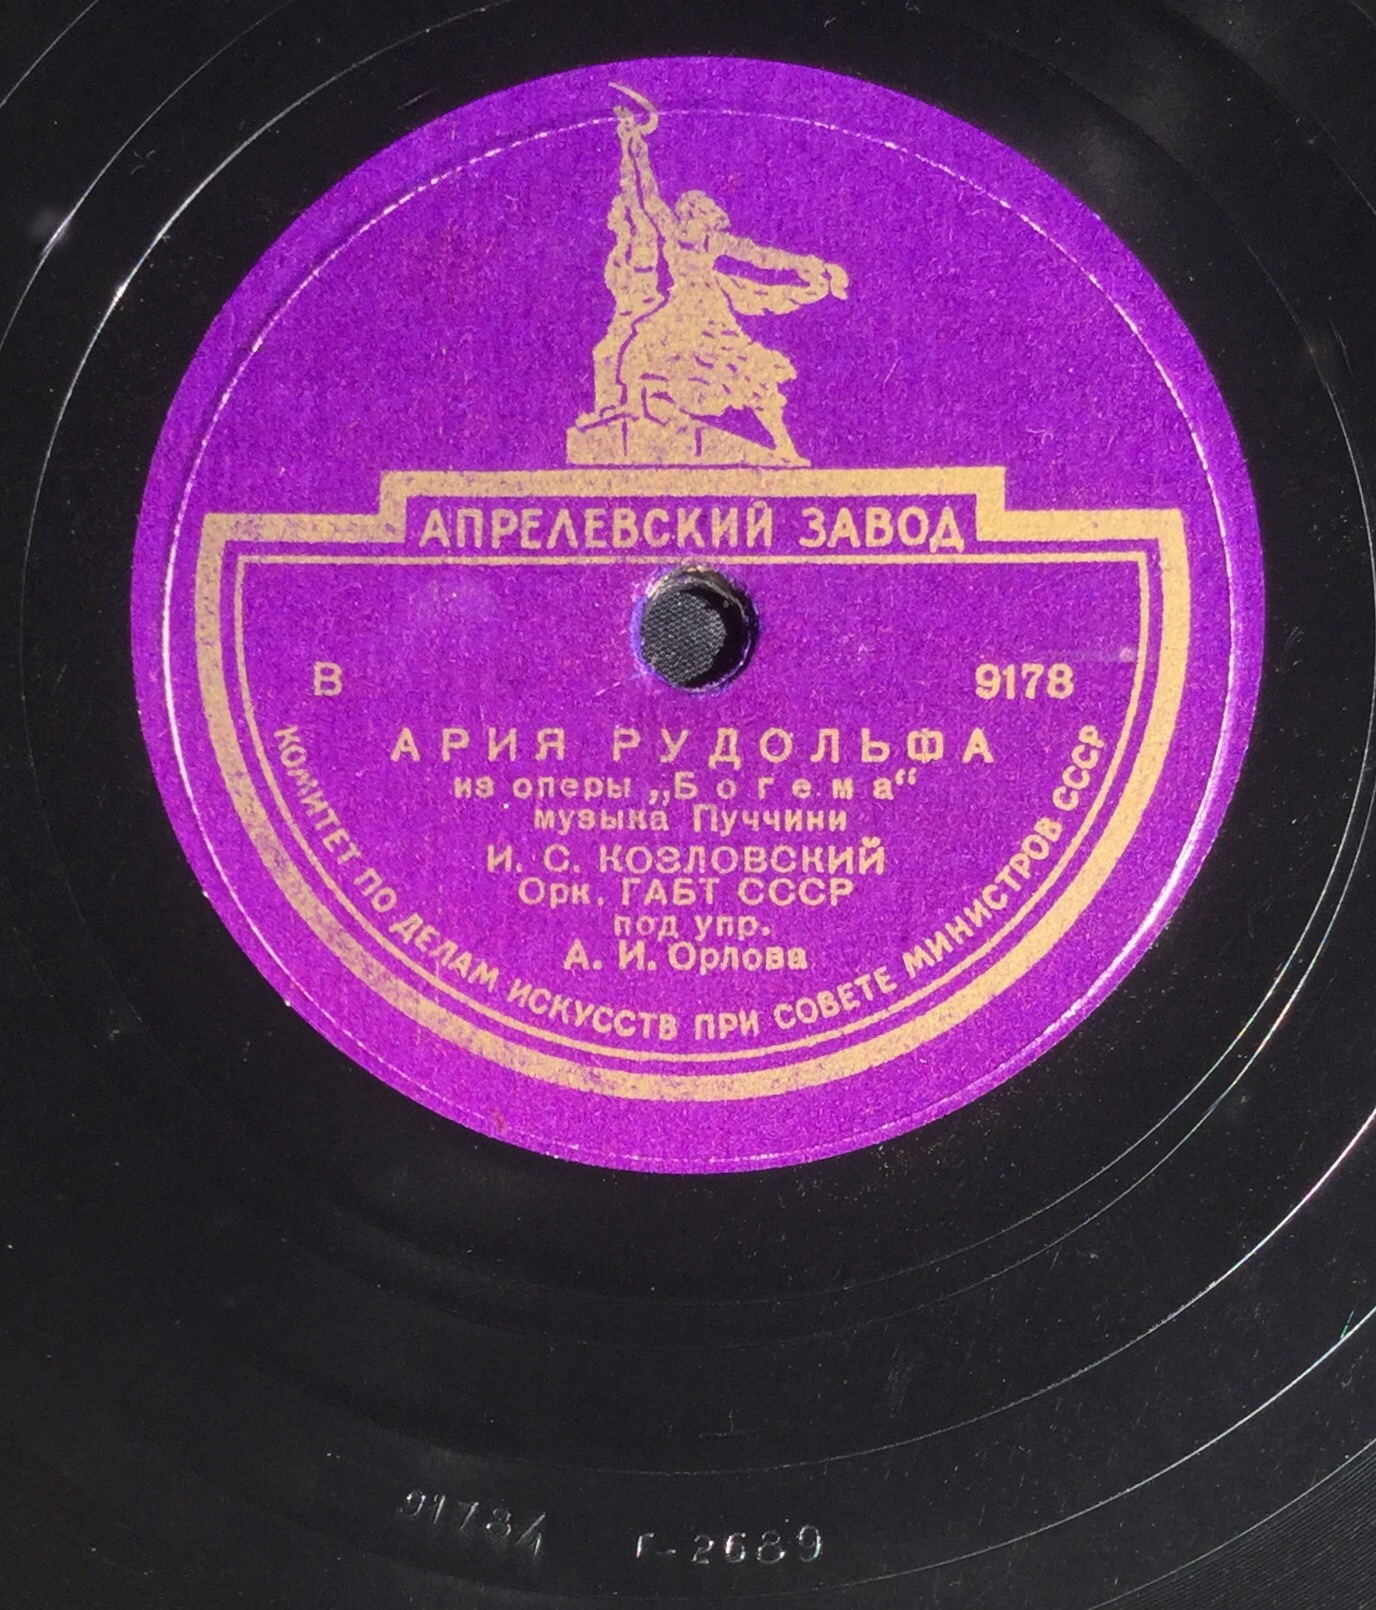 АПРЕЛЕВСКИЙ ЗАВОД
В 9178
АРИЯ РУДОЛЬФА
из оперы „Богема“
музыка Пуччини
И. С. КОЗЛОВСКИЙ
Орк. ГАБТ СССР
под упр.
А. И. Орлова
КОМИТЕТ ПО ДЕЛАМ ИСКУССТВ ПРИ СОВЕТЕ МИНИСТРОВ СССР
Г-2689